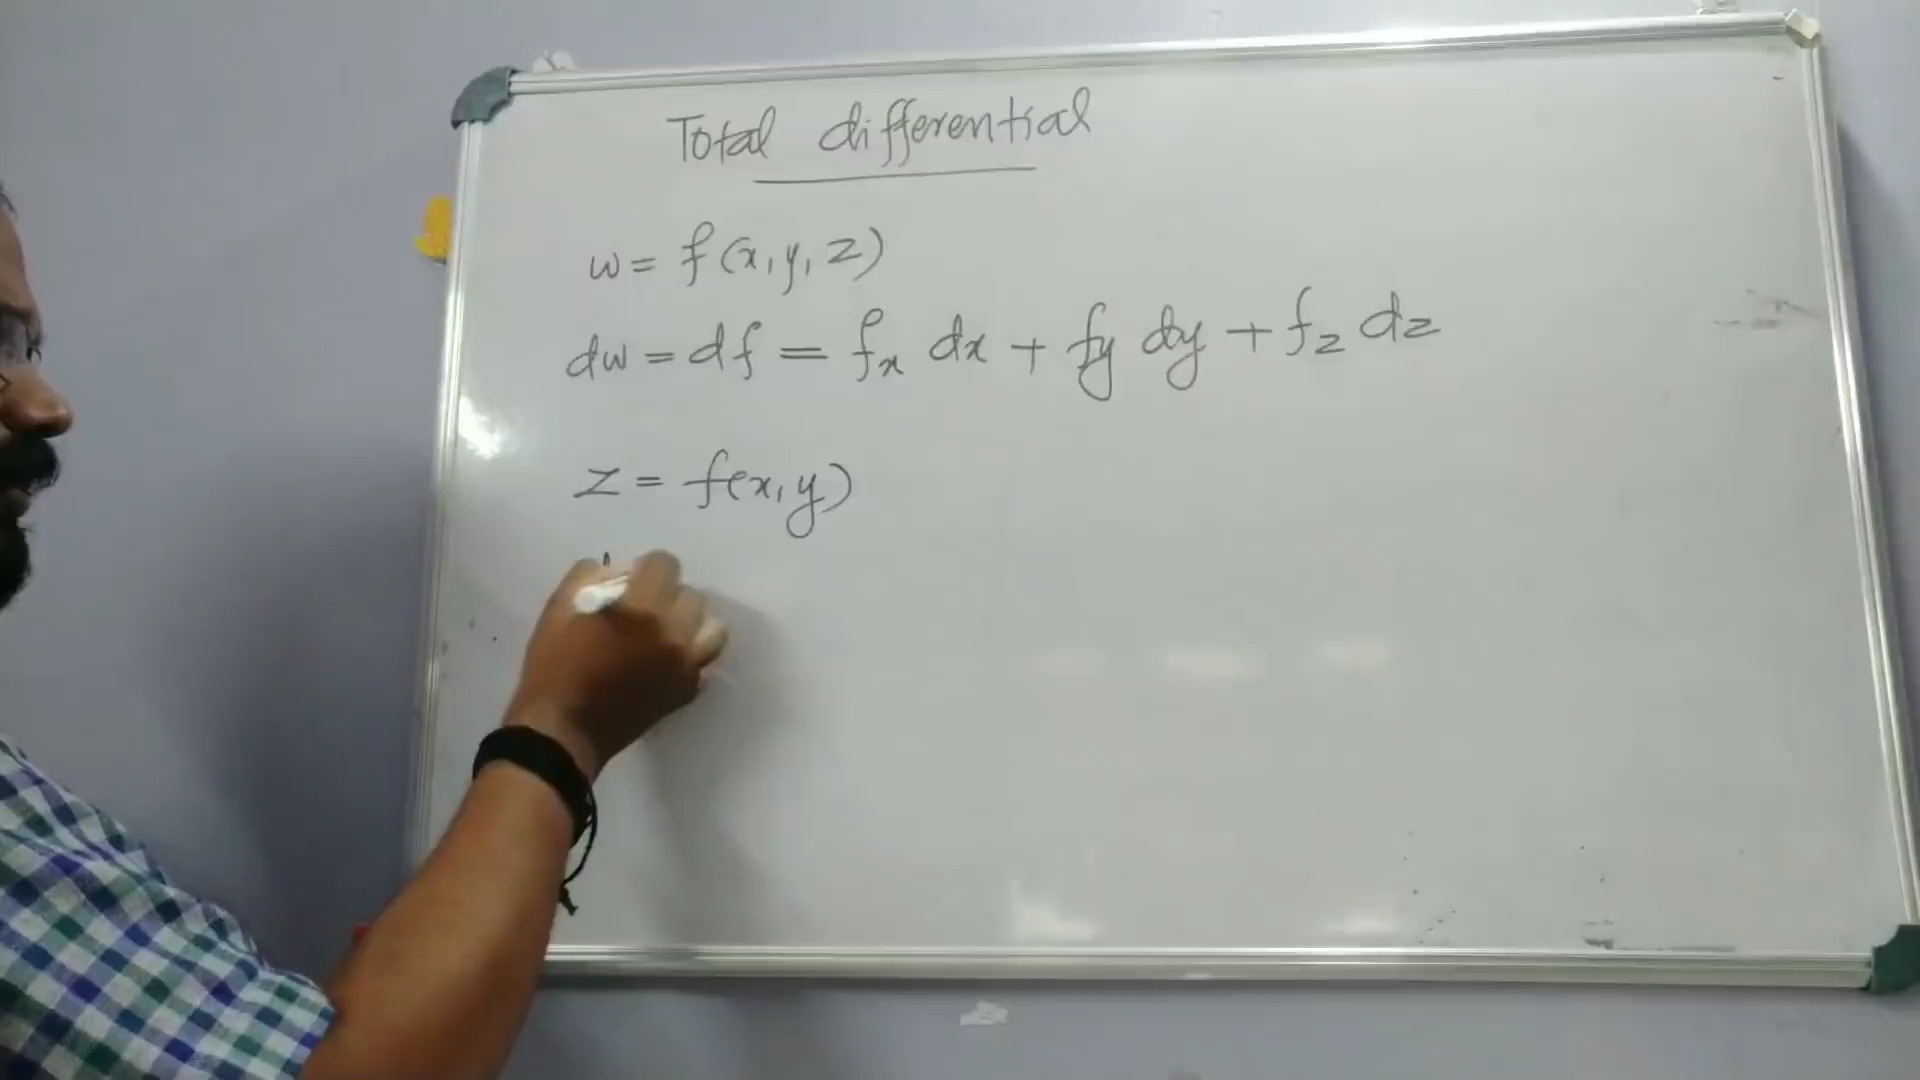 Total differential
w = f(x, y, z)
dw = df = fx dx + fy dy + fz dz
z = f(x, y)